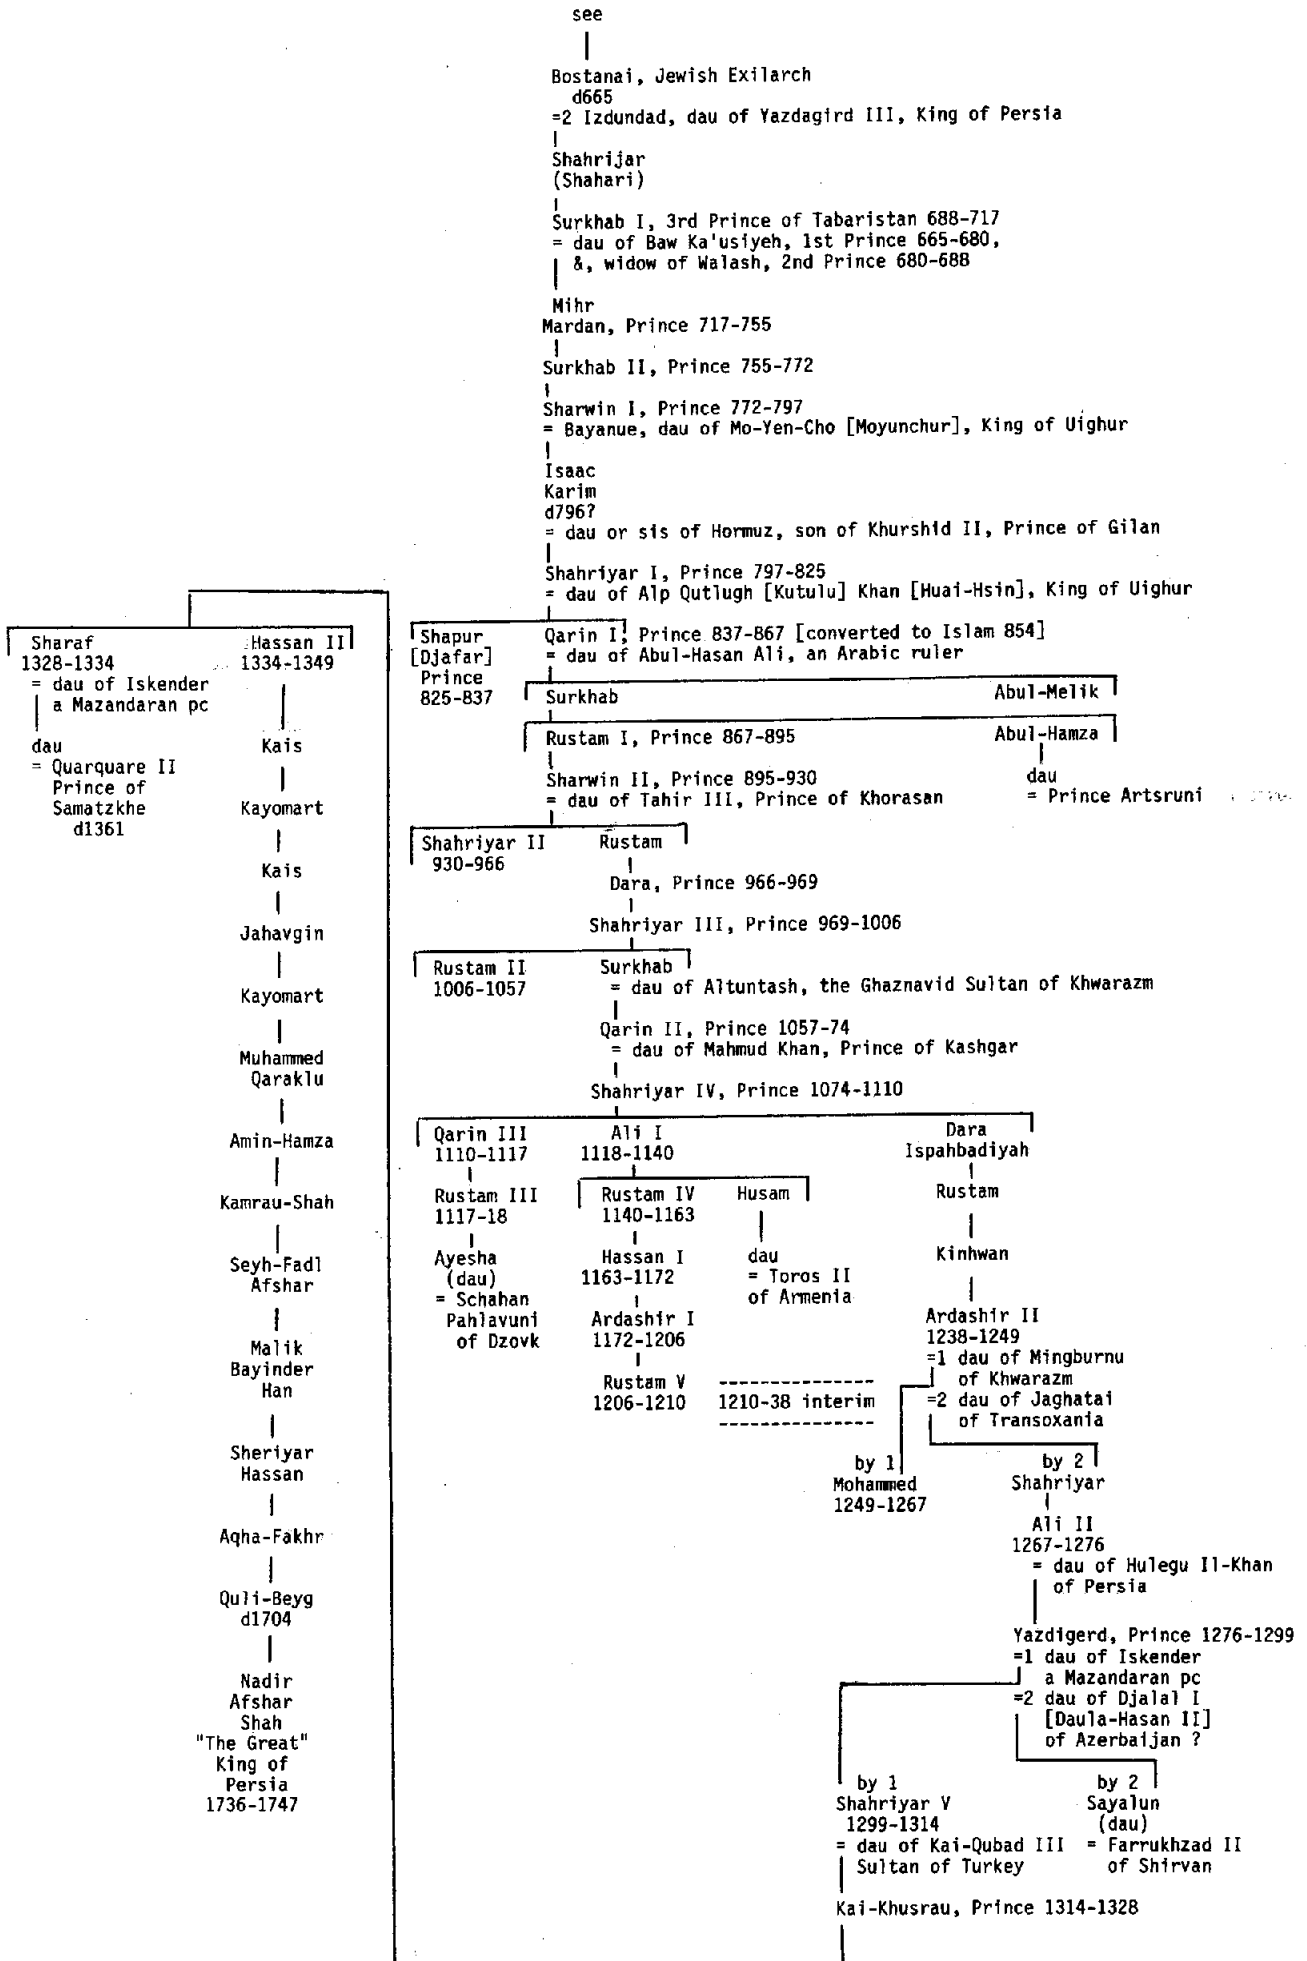 see
Bostanai, Jewish Exilarch
d665
=2 Izdundad, dau of Yazdagird III, King of Persia
Shahrijar
(Shahari)
Surkhab I, 3rd Prince of Tabaristan 688-717
= dau of Baw Ka'usiyeh, 1st Prince 665-680,
&, widow of Walash, 2nd Prince 680-688
Mihr
Mardan, Prince 717-755
Surkhab II, Prince 755-772
Sharwin I, Prince 772-797
= Bayanue, dau of Mo-Yen-Cho [Moyunchur], King of Uighur
Isaac
Karim
d796?
= dau or sis of Hormuz, son of Khurshid II, Prince of Gilan
Shahriyar I, Prince 797-825
= dau of Alp Qutlugh [Kutulu] Khan [Huai-Hsin], King of Uighur
Shapur
[Djafar]
Prince
825-837
Qarin I, Prince 837-867 [converted to Islam 854]
= dau of Abul-Hasan Ali, an Arabic ruler
Surkhab
Abul-Melik
Rustam I, Prince 867-895
Abul-Hamza
dau
= Prince Artsruni
Sharwin II, Prince 895-930
= dau of Tahir III, Prince of Khorasan
Shahriyar II
930-966
Rustam
Dara, Prince 966-969
Shahriyar III, Prince 969-1006
Rustam II
1006-1057
Surkhab
= dau of Altuntash, the Ghaznavid Sultan of Khwarazm
Qarin II, Prince 1057-74
= dau of Mahmud Khan, Prince of Kashgar
Shahriyar IV, Prince 1074-1110
Qarin III
1110-1117
Rustam III
1117-18
Ayesha
(dau)
= Schahan
Pahlavuni
of Dzovk
Ali I
1118-1140
Rustam IV
1140-1163
Hassan I
1163-1172
Ardashir I
1172-1206
Rustam V
1206-1210
Husam
dau
= Toros II
of Armenia
---------------
1210-38 interim
---------------
Dara
Ispahbadiyah
Rustam
Kinhwan
Ardashir II
1238-1249
=1 dau of Mingburnu
of Khwarazm
=2 dau of Jaghatai
of Transoxania
by 1
Mohammed
1249-1267
by 2
Shahriyar
Ali II
1267-1276
= dau of Hulegu Il-Khan
of Persia
Yazdigerd, Prince 1276-1299
=1 dau of Iskender
a Mazandaran pc
=2 dau of Djalal I
[Daula-Hasan II]
of Azerbaijan ?
by 1
Shahriyar V
1299-1314
= dau of Kai-Qubad III
Sultan of Turkey
by 2
Sayalun
(dau)
= Farrukhzad II
of Shirvan
Kai-Khusrau, Prince 1314-1328
Sharaf
1328-1334
= dau of Iskender
a Mazandaran pc
dau
= Quarquare II
Prince of
Samatzkhe
d1361
Hassan II
1334-1349
Kais
Kayomart
Kais
Jahavgin
Kayomart
Muhammed
Qaraklu
Amin-Hamza
Kamrau-Shah
Seyh-Fadl
Afshar
Malik
Bayinder
Han
Sheriyar
Hassan
Aqha-Fakhr
Quli-Beyg
d1704
Nadir
Afshar
Shah
"The Great"
King of
Persia
1736-1747